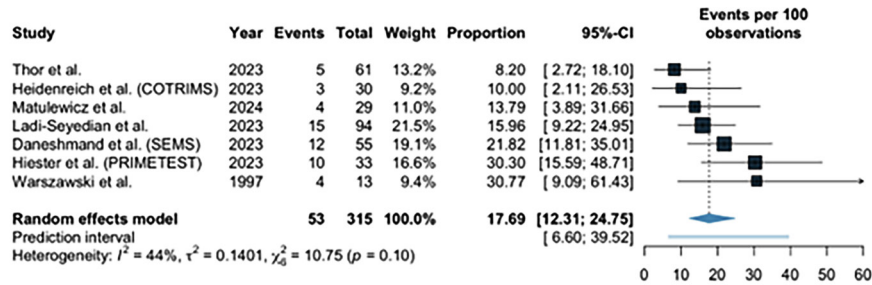 Events per 100
Study Year Events Total Weight Proportion 95%-CI observations
Thor et al. 2023 5 61 13.2% 8.20 [ 2.72; 18.10]
Heidenreich et al. (COTRIMS) 2023 3 30 9.2% 10.00 [ 2.11; 26.53]
Matulewicz et al. 2024 4 29 11.0% 13.79 [ 3.89; 31.66]
Ladi-Seyedian et al. 2023 15 94 21.5% 15.96 [ 9.22; 24.95]
Daneshmand et al. (SEMS) 2023 12 55 19.1% 21.82 [11.81; 35.01]
Hiester et al. (PRIMETEST) 2023 10 33 16.6% 30.30 [15.59; 48.71]
Warszawski et al. 1997 4 13 9.4% 30.77 [ 9.09; 61.43]
Random effects model 53 315 100.0% 17.69 [12.31; 24.75]
Prediction interval [ 6.60; 39.52]
Heterogeneity: I² = 44%, τ² = 0.1401, χ²₆ = 10.75 (p = 0.10)
0 10 20 30 40 50 60